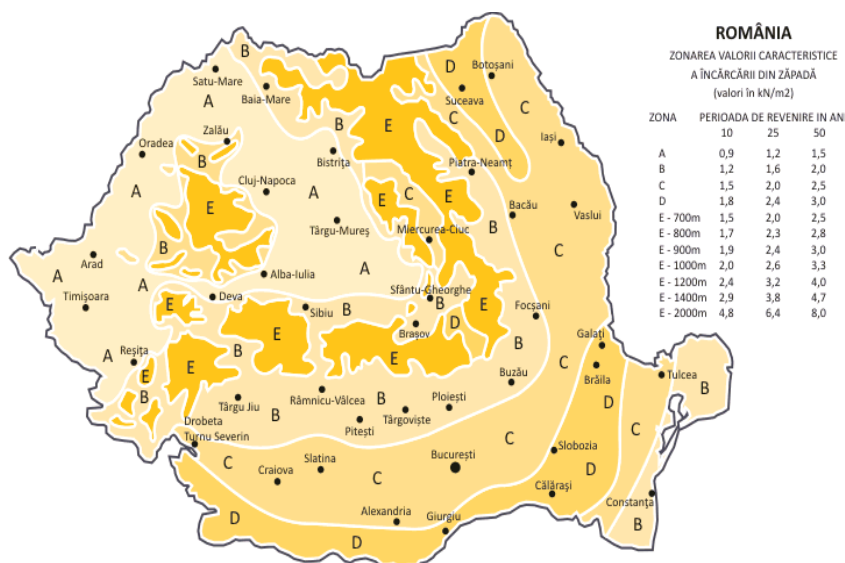 ROMÂNIA
ZONAREA VALORII CARACTERISTICE
A ÎNCĂRCĂRII DIN ZĂPADĂ
(valori în kN/m2)
ZONA PERIOADA DE REVENIRE IN ANI
10 25 50
A 0,9 1,2 1,5
B 1,2 1,6 2,0
C 1,5 2,0 2,5
D 1,8 2,4 3,0
E - 700m 1,5 2,0 2,5
E - 800m 1,7 2,3 2,8
E - 900m 1,9 2,4 3,0
E - 1000m 2,0 2,6 3,3
E - 1200m 2,4 3,2 4,0
E - 1400m 2,9 3,8 4,7
E - 2000m 4,8 6,4 8,0
B
D
Botoșani
Satu-Mare
Baia-Mare
Suceava
A
C
C
B
E
D
Zalău
Iași
Oradea
B
Bistrița
Piatra-Neamț
Cluj-Napoca
A
A
E
C
E
E
Bacău
Vaslui
Târgu-Mureș
B
Miercurea-Ciuc
B
C
Arad
A
Alba-Iulia
A
A
Timișoara
Deva
E
Sfântu-Gheorghe
B
B
E
Sibiu
D
Focșani
Brașov
E
Galați
Reșița
A
B
E
B
E
E
C
Buzău
Brăila
Tulcea
B
B
Târgu Jiu
Râmnicu-Vâlcea
B
Ploiești
D
B
Târgoviște
Pitești
Drobeta
Turnu Severin
C
C
Slobozia
București
C
Slatina
D
Craiova
C
Călărași
Constanța
Alexandria
Giurgiu
D
B
D